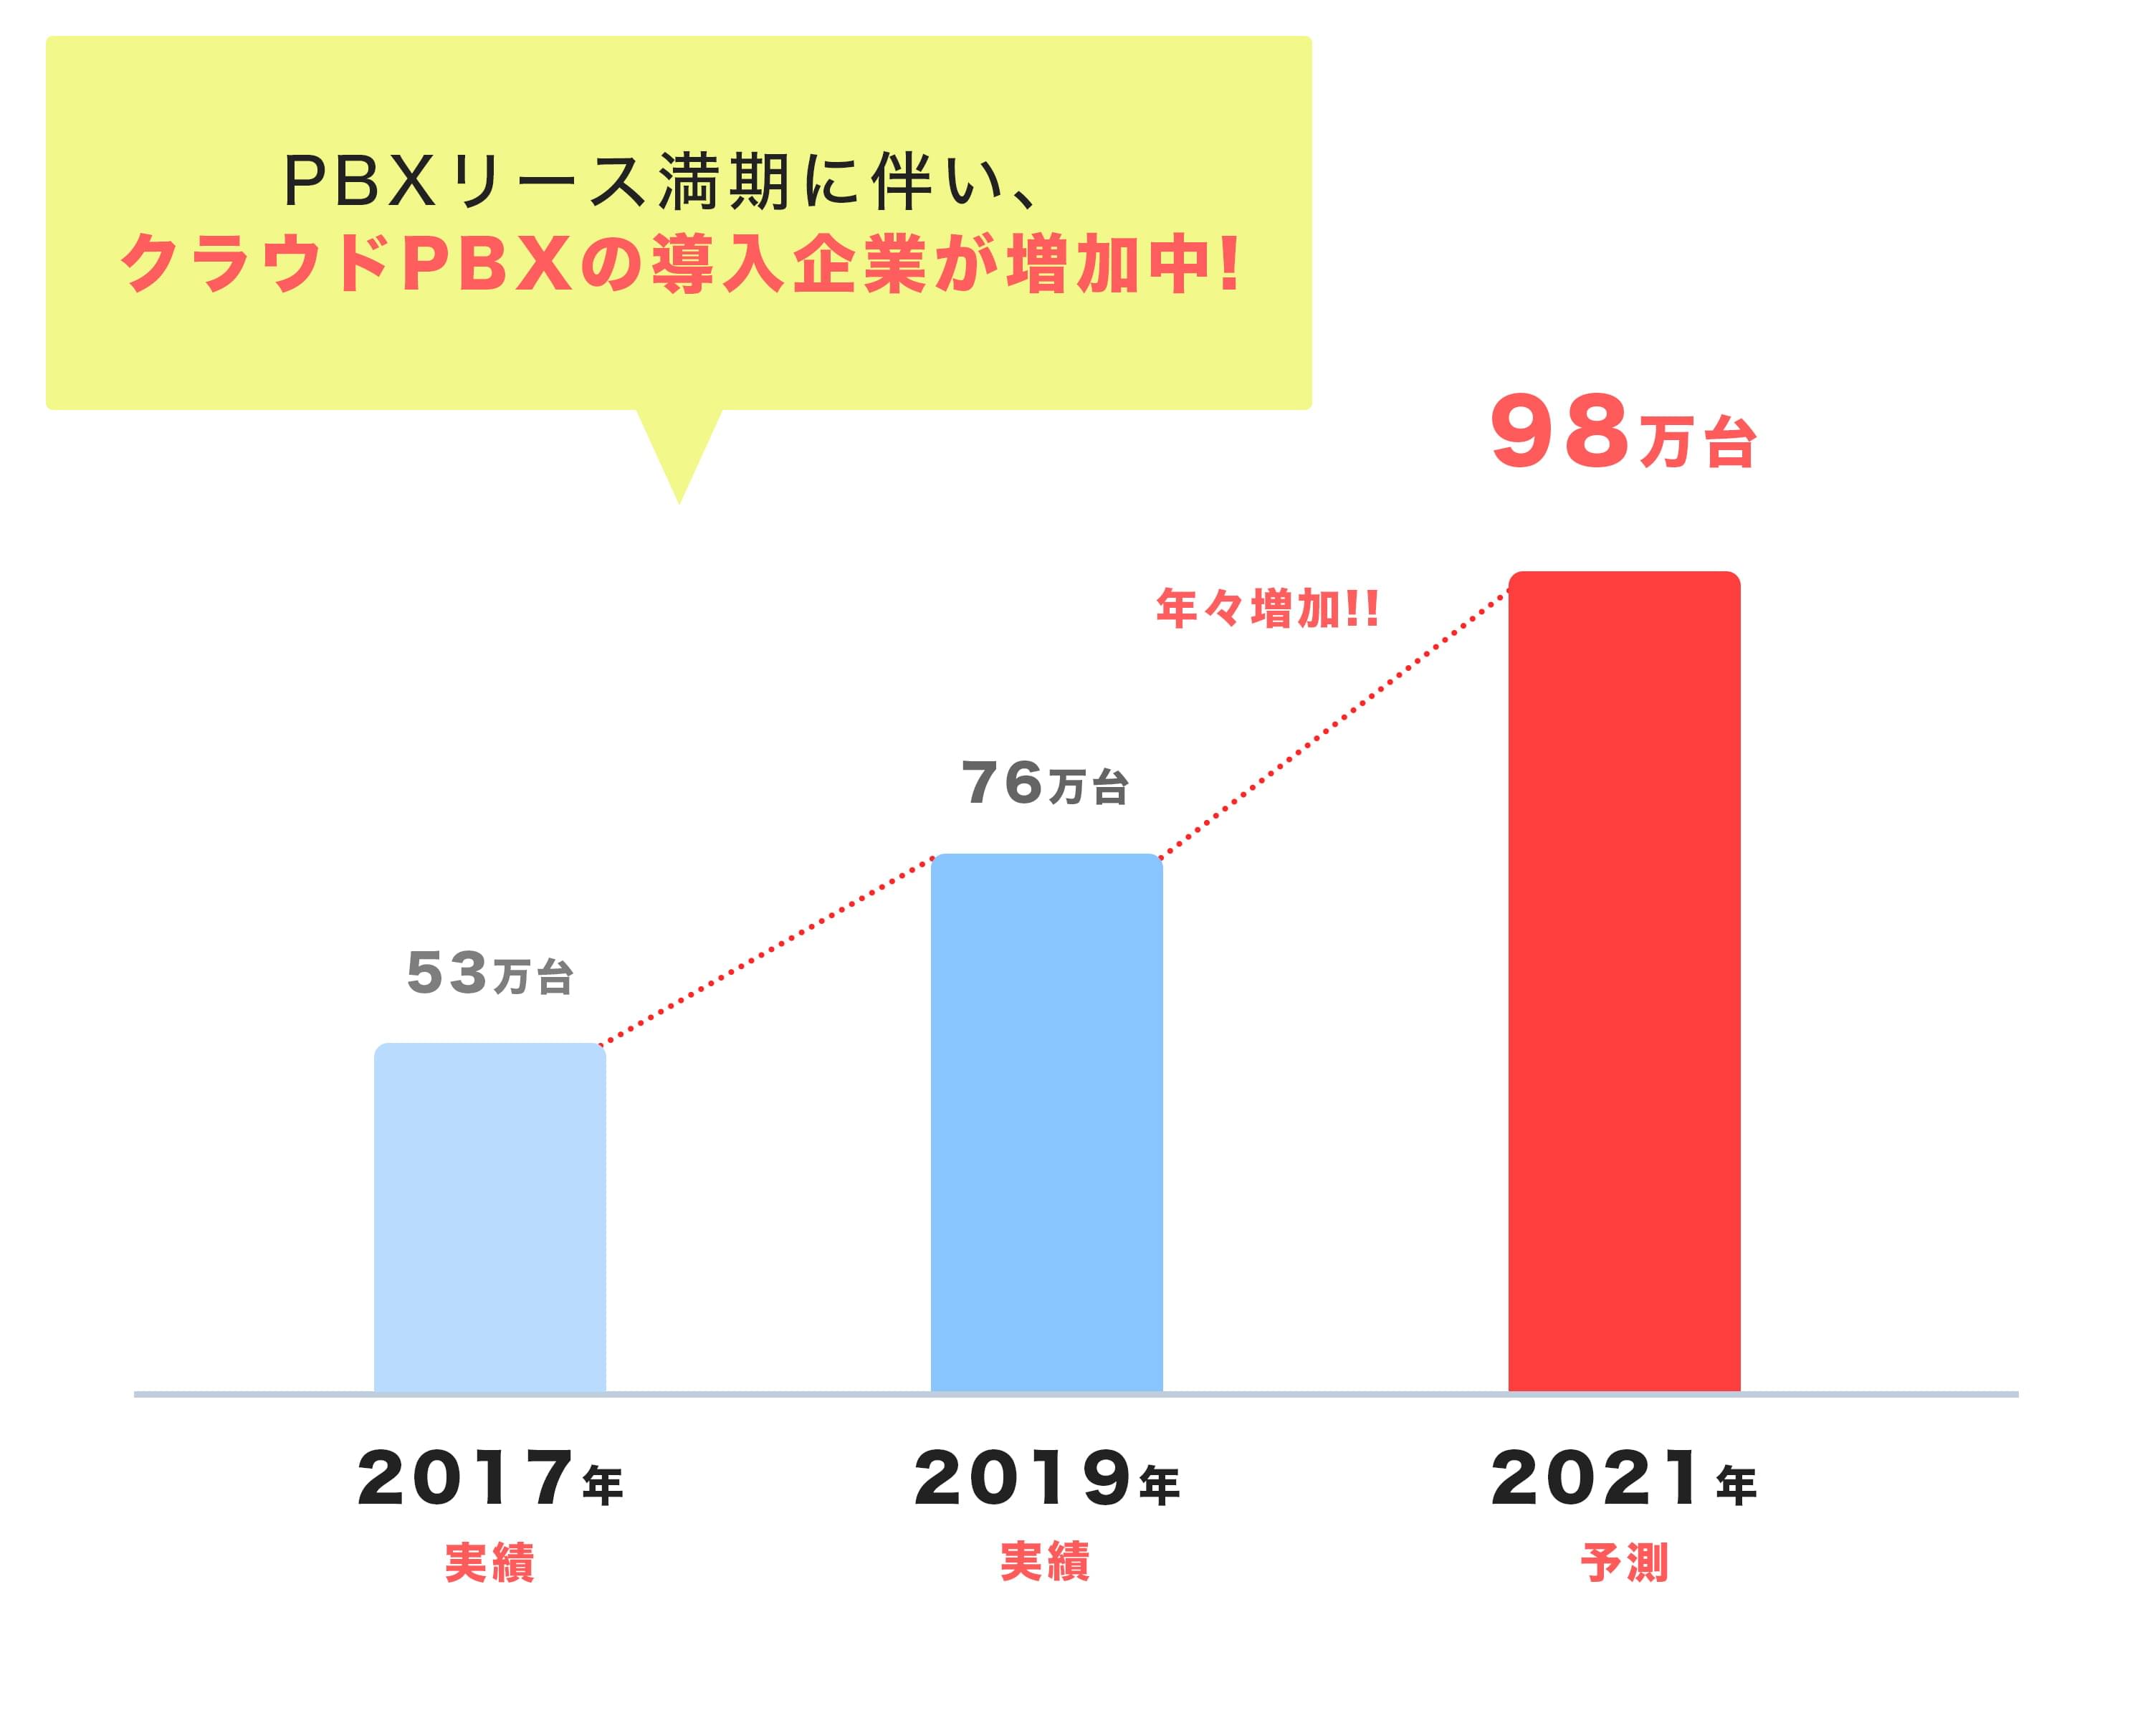 PBXリース満期に伴い、
クラウドPBXの導入企業が増加中!
98万台
年々増加!!
76万台
53万台
2017年
2019年
2021年
実績
実績
予測